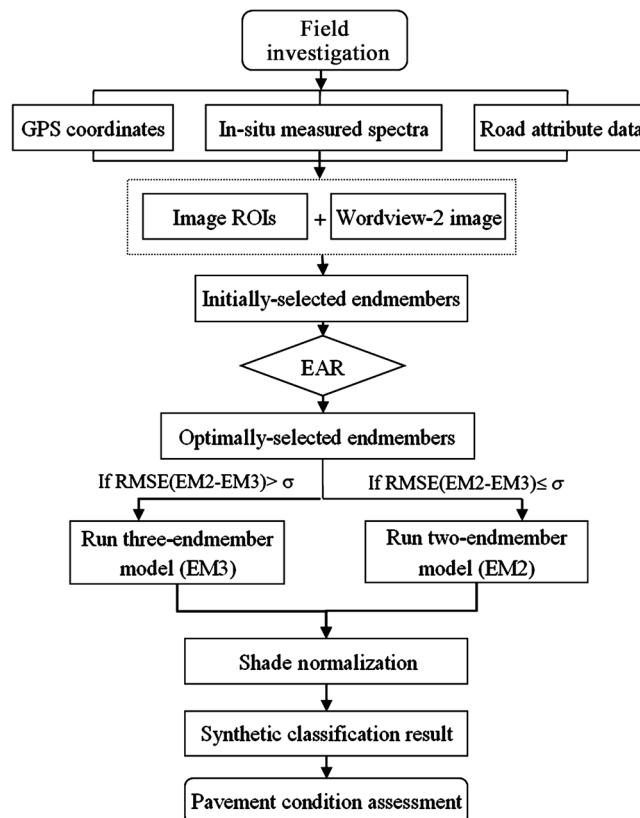 Field
investigation
GPS coordinates
In-situ measured spectra
Road attribute data
Image ROIs
+
Wordview-2 image
Initially-selected endmembers
EAR
Optimally-selected endmembers
If RMSE(EM2-EM3)> σ
If RMSE(EM2-EM3)≤ σ
Run three-endmember
model (EM3)
Run two-endmember
model (EM2)
Shade normalization
Synthetic classification result
Pavement condition assessment